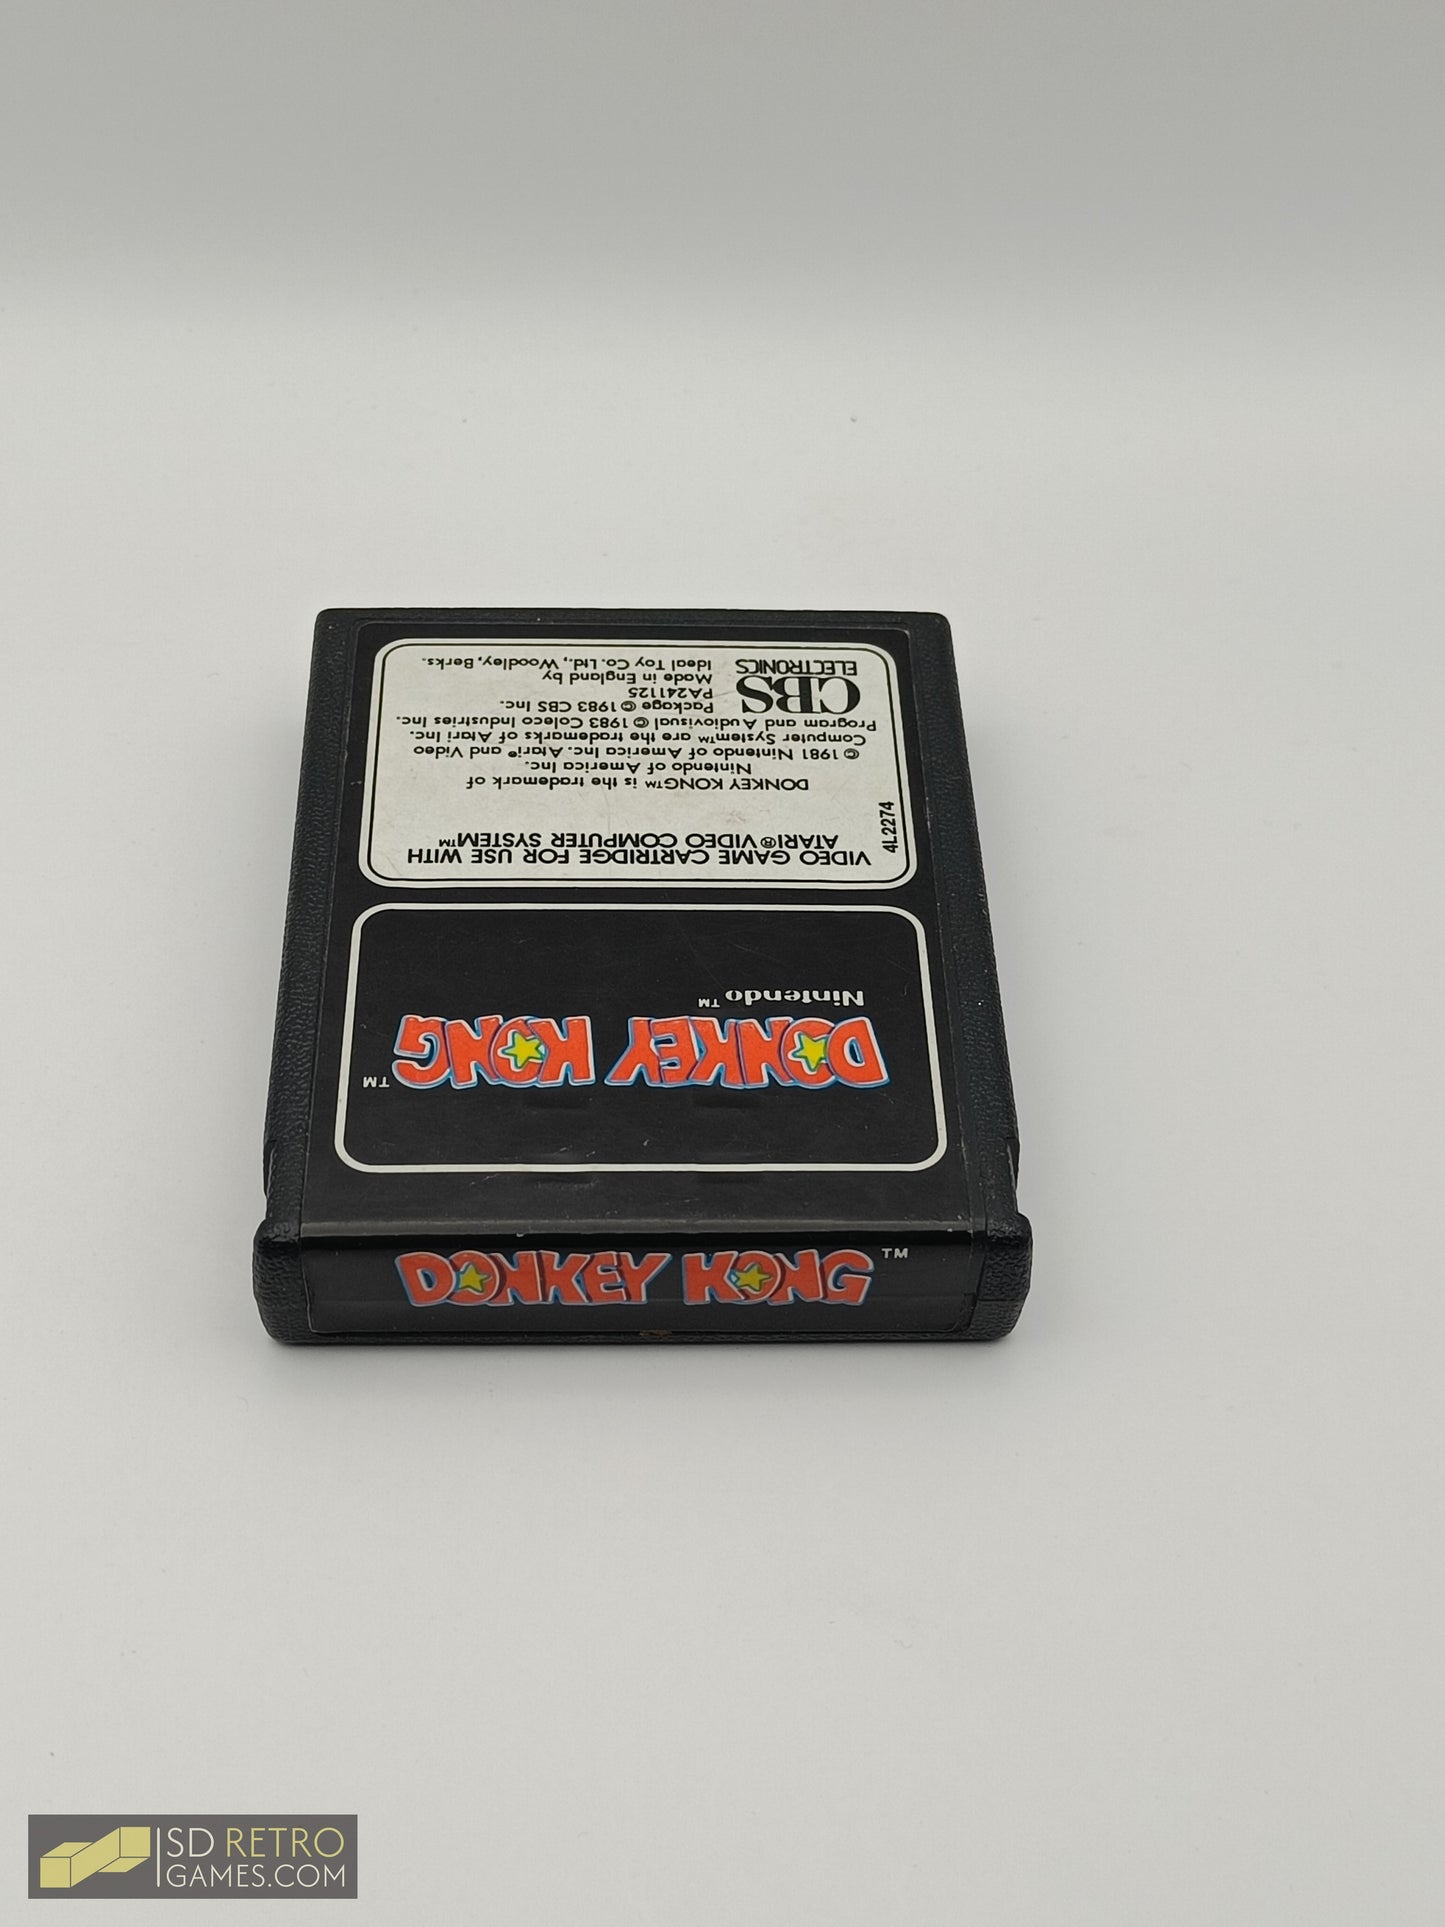 DONKEY KONG™
DONKEY KONG™
Nintendo™
4L2274
VIDEO GAME CARTRIDGE FOR USE WITH
ATARI® VIDEO COMPUTER SYSTEM™
DONKEY KONG™ is the trademark of
Nintendo of America Inc.
© 1981 Nintendo of America Inc. Atari® and Video
Computer System™ are the trademarks of Atari Inc.
Program and Audiovisual © 1983 Coleco Industries Inc.
CBS
ELECTRONICS
Package © 1983 CBS Inc.
PA241125
Made in England by
Ideal Toy Co. Ltd., Woodley, Berks.
SD RETRO
GAMES.COM